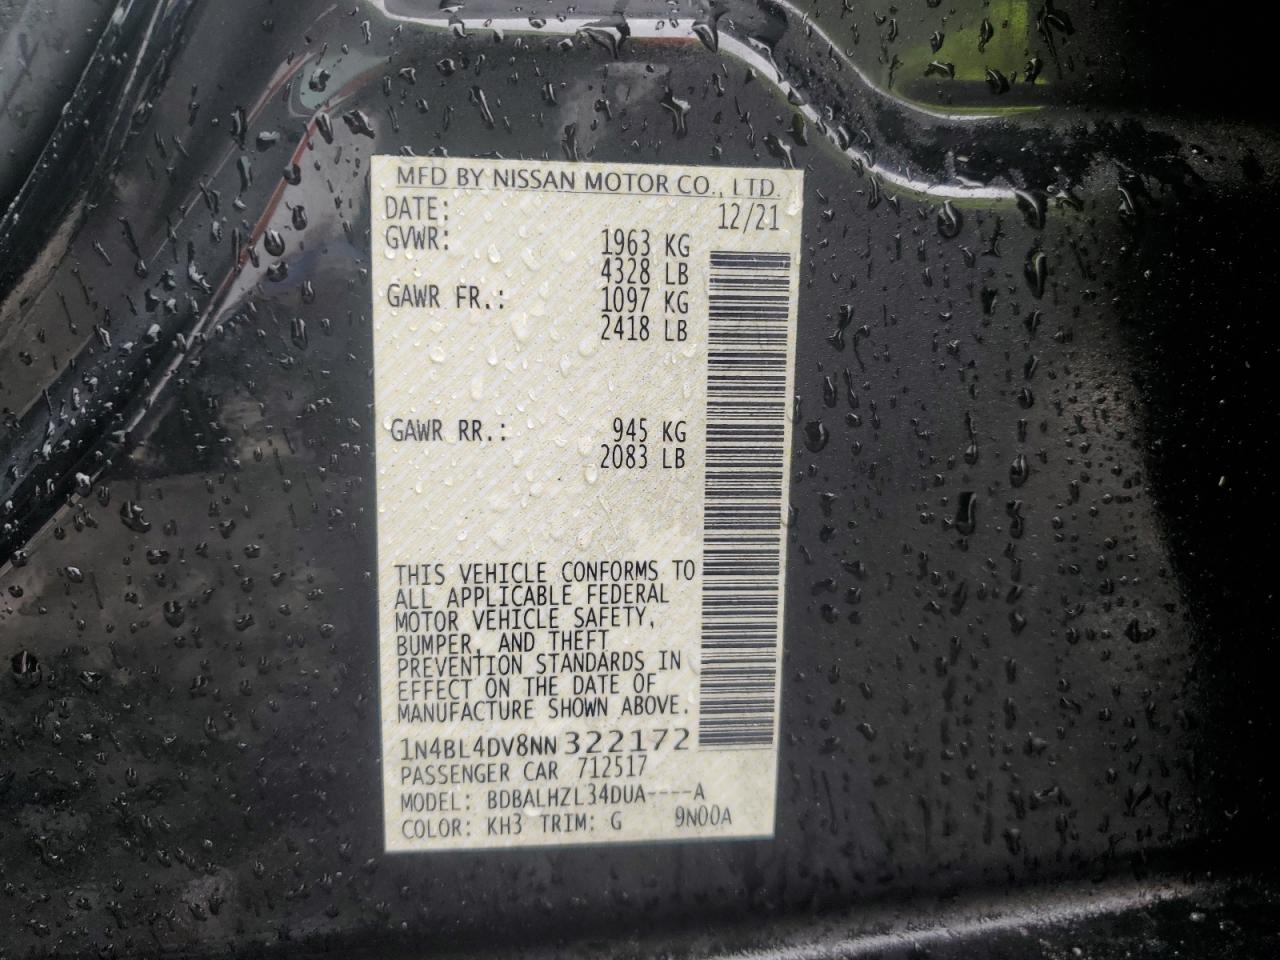 MFD BY NISSAN MOTOR CO., LTD.
DATE: 12/21
GVWR: 1963 KG
4328 LB
GAWR FR.: 1097 KG
2418 LB
GAWR RR.: 945 KG
2083 LB
THIS VEHICLE CONFORMS TO
ALL APPLICABLE FEDERAL
MOTOR VEHICLE SAFETY,
BUMPER, AND THEFT
PREVENTION STANDARDS IN
EFFECT ON THE DATE OF
MANUFACTURE SHOWN ABOVE.
1N4BL4DV8NN322172
PASSENGER CAR 712517
MODEL: BDBALHZL34DUA----A
COLOR: KH3 TRIM: G 9N00A